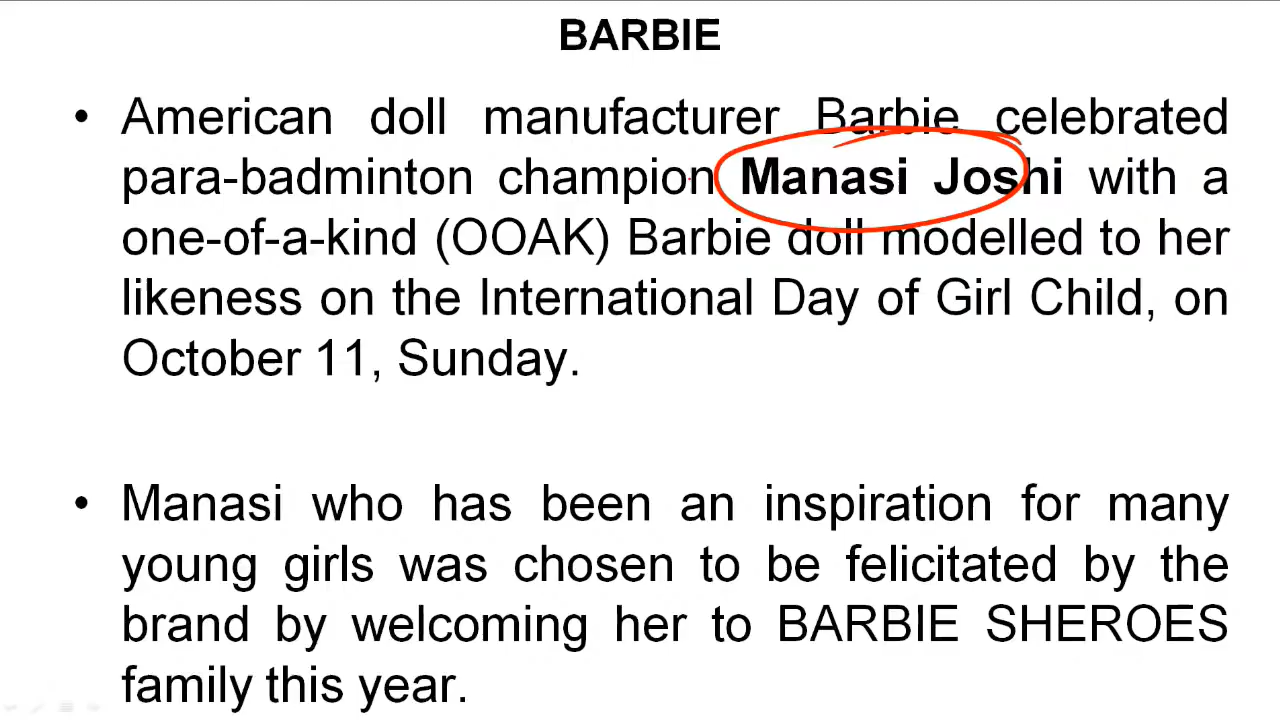 BARBIE
• American doll manufacturer Barbie celebrated
para-badminton champion Manasi Joshi with a
one-of-a-kind (OOAK) Barbie doll modelled to her
likeness on the International Day of Girl Child, on
October 11, Sunday.
• Manasi who has been an inspiration for many
young girls was chosen to be felicitated by the
brand by welcoming her to BARBIE SHEROES
family this year.